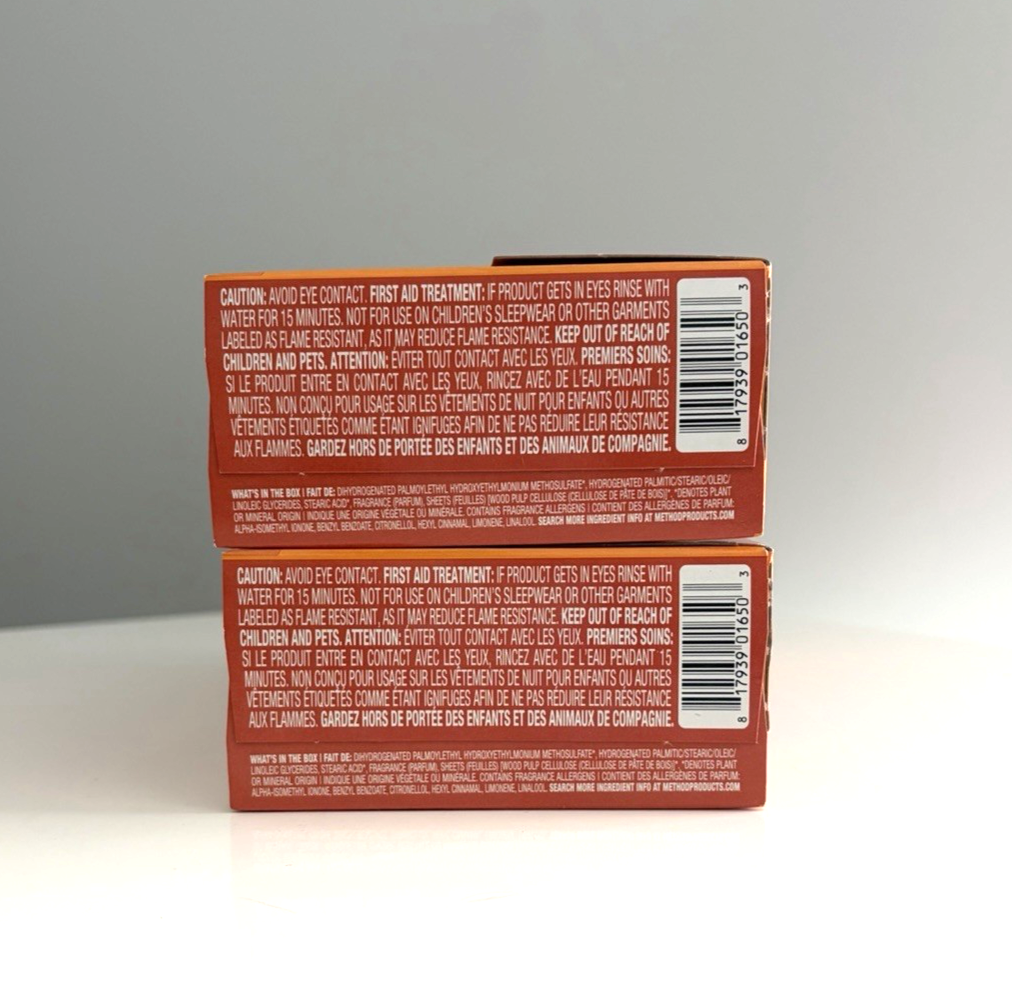 CAUTION: AVOID EYE CONTACT. FIRST AID TREATMENT: IF PRODUCT GETS IN EYES RINSE WITH
WATER FOR 15 MINUTES. NOT FOR USE ON CHILDREN'S SLEEPWEAR OR OTHER GARMENTS
LABELED AS FLAME RESISTANT, AS IT MAY REDUCE FLAME RESISTANCE. KEEP OUT OF REACH OF
CHILDREN AND PETS. ATTENTION: ÉVITER TOUT CONTACT AVEC LES YEUX. PREMIERS SOINS:
SI LE PRODUIT ENTRE EN CONTACT AVEC LES YEUX, RINCEZ AVEC DE L'EAU PENDANT 15
MINUTES. NON CONÇU POUR USAGE SUR LES VÊTEMENTS DE NUIT POUR ENFANTS OU AUTRES
VÊTEMENTS ÉTIQUETÉS COMME ÉTANT IGNIFUGES AFIN DE NE PAS RÉDUIRE LEUR RÉSISTANCE
AUX FLAMMES. GARDEZ HORS DE PORTÉE DES ENFANTS ET DES ANIMAUX DE COMPAGNIE.
8 17939 01650 3
WHAT'S IN THE BOX | FAIT DE: DIHYDROGENATED PALMOYLETHYL HYDROXYETHYLMONIUM METHOSULFATE*, HYDROGENATED PALMITIC/STEARIC/OLEIC/
LINOLEIC GLYCERIDES, STEARIC ACID*, FRAGRANCE (PARFUM), SHEETS (FEUILLES) [WOOD PULP CELLULOSE (CELLULOSE DE PÂTE DE BOIS)]*. *DENOTES PLANT
OR MINERAL ORIGIN | INDIQUE UNE ORIGINE VÉGÉTALE OU MINÉRALE. CONTAINS FRAGRANCE ALLERGENS | CONTIENT DES ALLERGÈNES DE PARFUM:
ALPHA-ISOMETHYL IONONE, BENZYL BENZOATE, CITRONELLOL, HEXYL CINNAMAL, LIMONENE, LINALOOL. SEARCH MORE INGREDIENT INFO AT METHODPRODUCTS.COM
CAUTION: AVOID EYE CONTACT. FIRST AID TREATMENT: IF PRODUCT GETS IN EYES RINSE WITH
WATER FOR 15 MINUTES. NOT FOR USE ON CHILDREN'S SLEEPWEAR OR OTHER GARMENTS
LABELED AS FLAME RESISTANT, AS IT MAY REDUCE FLAME RESISTANCE. KEEP OUT OF REACH OF
CHILDREN AND PETS. ATTENTION: ÉVITER TOUT CONTACT AVEC LES YEUX. PREMIERS SOINS:
SI LE PRODUIT ENTRE EN CONTACT AVEC LES YEUX, RINCEZ AVEC DE L'EAU PENDANT 15
MINUTES. NON CONÇU POUR USAGE SUR LES VÊTEMENTS DE NUIT POUR ENFANTS OU AUTRES
VÊTEMENTS ÉTIQUETÉS COMME ÉTANT IGNIFUGES AFIN DE NE PAS RÉDUIRE LEUR RÉSISTANCE
AUX FLAMMES. GARDEZ HORS DE PORTÉE DES ENFANTS ET DES ANIMAUX DE COMPAGNIE.
8 17939 01650 3
WHAT'S IN THE BOX | FAIT DE: DIHYDROGENATED PALMOYLETHYL HYDROXYETHYLMONIUM METHOSULFATE*, HYDROGENATED PALMITIC/STEARIC/OLEIC/
LINOLEIC GLYCERIDES, STEARIC ACID*, FRAGRANCE (PARFUM), SHEETS (FEUILLES) [WOOD PULP CELLULOSE (CELLULOSE DE PÂTE DE BOIS)]*. *DENOTES PLANT
OR MINERAL ORIGIN | INDIQUE UNE ORIGINE VÉGÉTALE OU MINÉRALE. CONTAINS FRAGRANCE ALLERGENS | CONTIENT DES ALLERGÈNES DE PARFUM:
ALPHA-ISOMETHYL IONONE, BENZYL BENZOATE, CITRONELLOL, HEXYL CINNAMAL, LIMONENE, LINALOOL. SEARCH MORE INGREDIENT INFO AT METHODPRODUCTS.COM